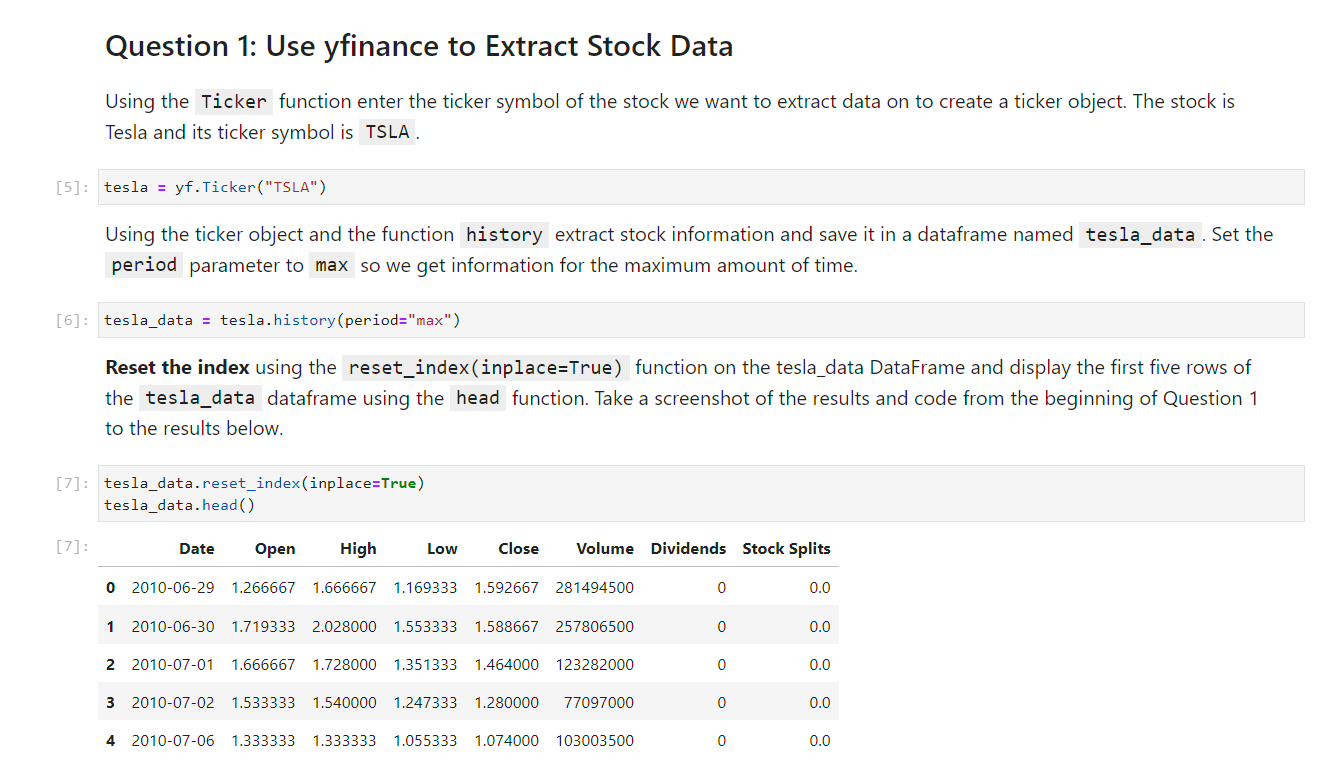 Question 1: Use yfinance to Extract Stock Data
Using the Ticker function enter the ticker symbol of the stock we want to extract data on to create a ticker object. The stock is
Tesla and its ticker symbol is TSLA .
[5]: tesla = yf.Ticker("TSLA")
Using the ticker object and the function history extract stock information and save it in a dataframe named tesla_data . Set the
period parameter to max so we get information for the maximum amount of time.
[6]: tesla_data = tesla.history(period="max")
Reset the index using the reset_index(inplace=True) function on the tesla_data DataFrame and display the first five rows of
the tesla_data dataframe using the head function. Take a screenshot of the results and code from the beginning of Question 1
to the results below.
[7]: tesla_data.reset_index(inplace=True)
tesla_data.head()
[7]: Date Open High Low Close Volume Dividends Stock Splits
0 2010-06-29 1.266667 1.666667 1.169333 1.592667 281494500 0 0.0
1 2010-06-30 1.719333 2.028000 1.553333 1.588667 257806500 0 0.0
2 2010-07-01 1.666667 1.728000 1.351333 1.464000 123282000 0 0.0
3 2010-07-02 1.533333 1.540000 1.247333 1.280000 77097000 0 0.0
4 2010-07-06 1.333333 1.333333 1.055333 1.074000 103003500 0 0.0